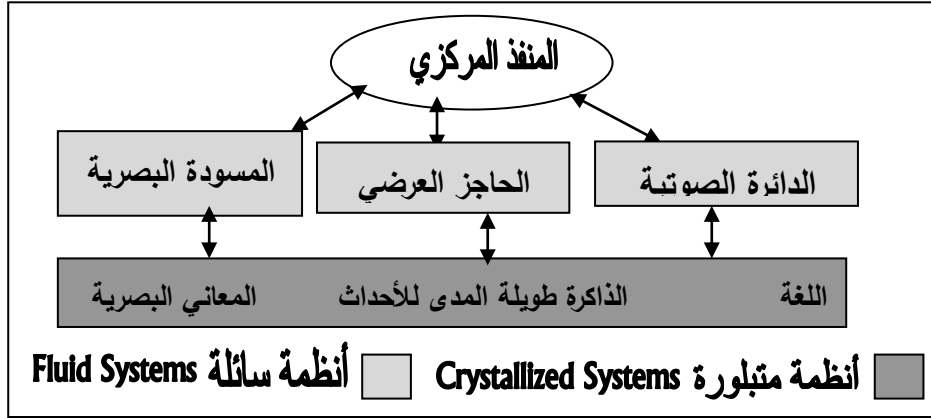 المنفذ المركزي
الدائرة الصوتية الحاجز العرضي المسودة البصرية
اللغة الذاكرة طويلة المدى للأحداث المعاني البصرية
أنظمة متبلورة Crystallized Systems أنظمة سائلة Fluid Systems